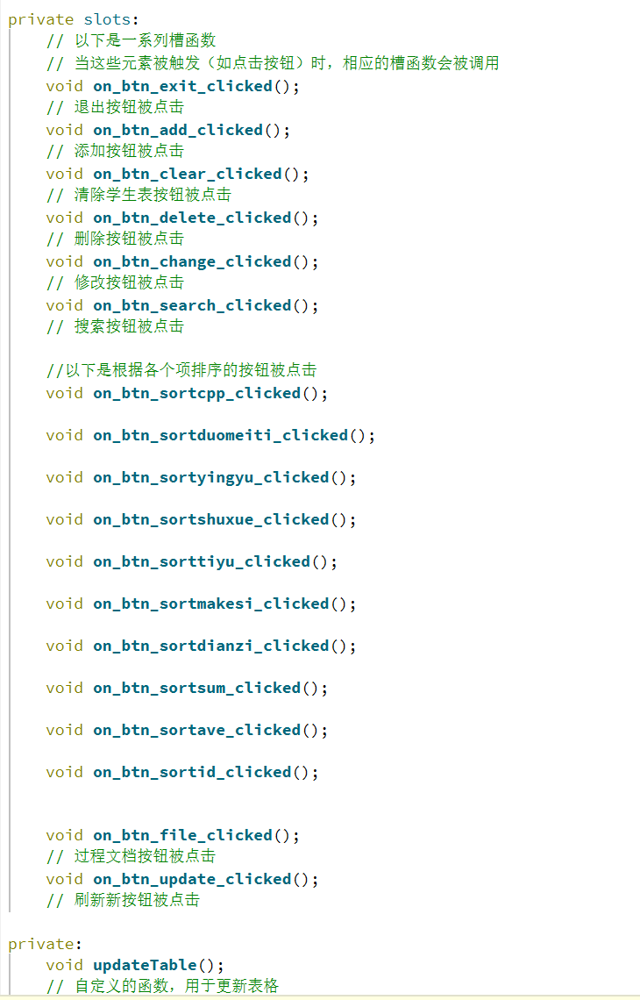 private slots:
// 以下是一系列槽函数
// 当这些元素被触发（如点击按钮）时，相应的槽函数会被调用
void on_btn_exit_clicked();
// 退出按钮被点击
void on_btn_add_clicked();
// 添加按钮被点击
void on_btn_clear_clicked();
// 清除学生表按钮被点击
void on_btn_delete_clicked();
// 删除按钮被点击
void on_btn_change_clicked();
// 修改按钮被点击
void on_btn_search_clicked();
// 搜索按钮被点击
//以下是根据各个项排序的按钮被点击
void on_btn_sortcpp_clicked();
void on_btn_sortduomeiti_clicked();
void on_btn_sortyingyu_clicked();
void on_btn_sortshuxue_clicked();
void on_btn_sorttiyu_clicked();
void on_btn_sortmakesi_clicked();
void on_btn_sortdianzi_clicked();
void on_btn_sortsum_clicked();
void on_btn_sortave_clicked();
void on_btn_sortid_clicked();
void on_btn_file_clicked();
// 过程文档按钮被点击
void on_btn_update_clicked();
// 刷新新按钮被点击
private:
void updateTable();
// 自定义的函数，用于更新表格